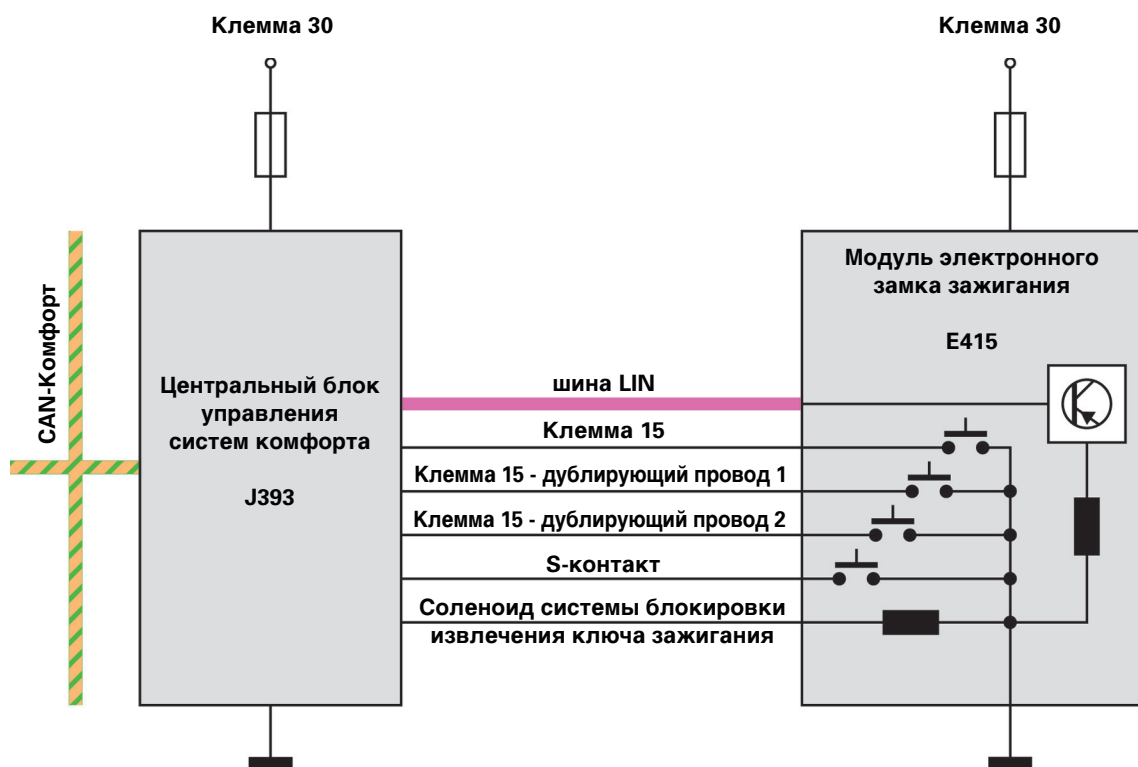 Клемма 30
Клемма 30
CAN-Комфорт
Центральный блок
управления
систем комфорта
J393
шина LIN
Клемма 15
Клемма 15 - дублирующий провод 1
Клемма 15 - дублирующий провод 2
S-контакт
Соленоид системы блокировки
извлечения ключа зажигания
Модуль электронного
замка зажигания
E415